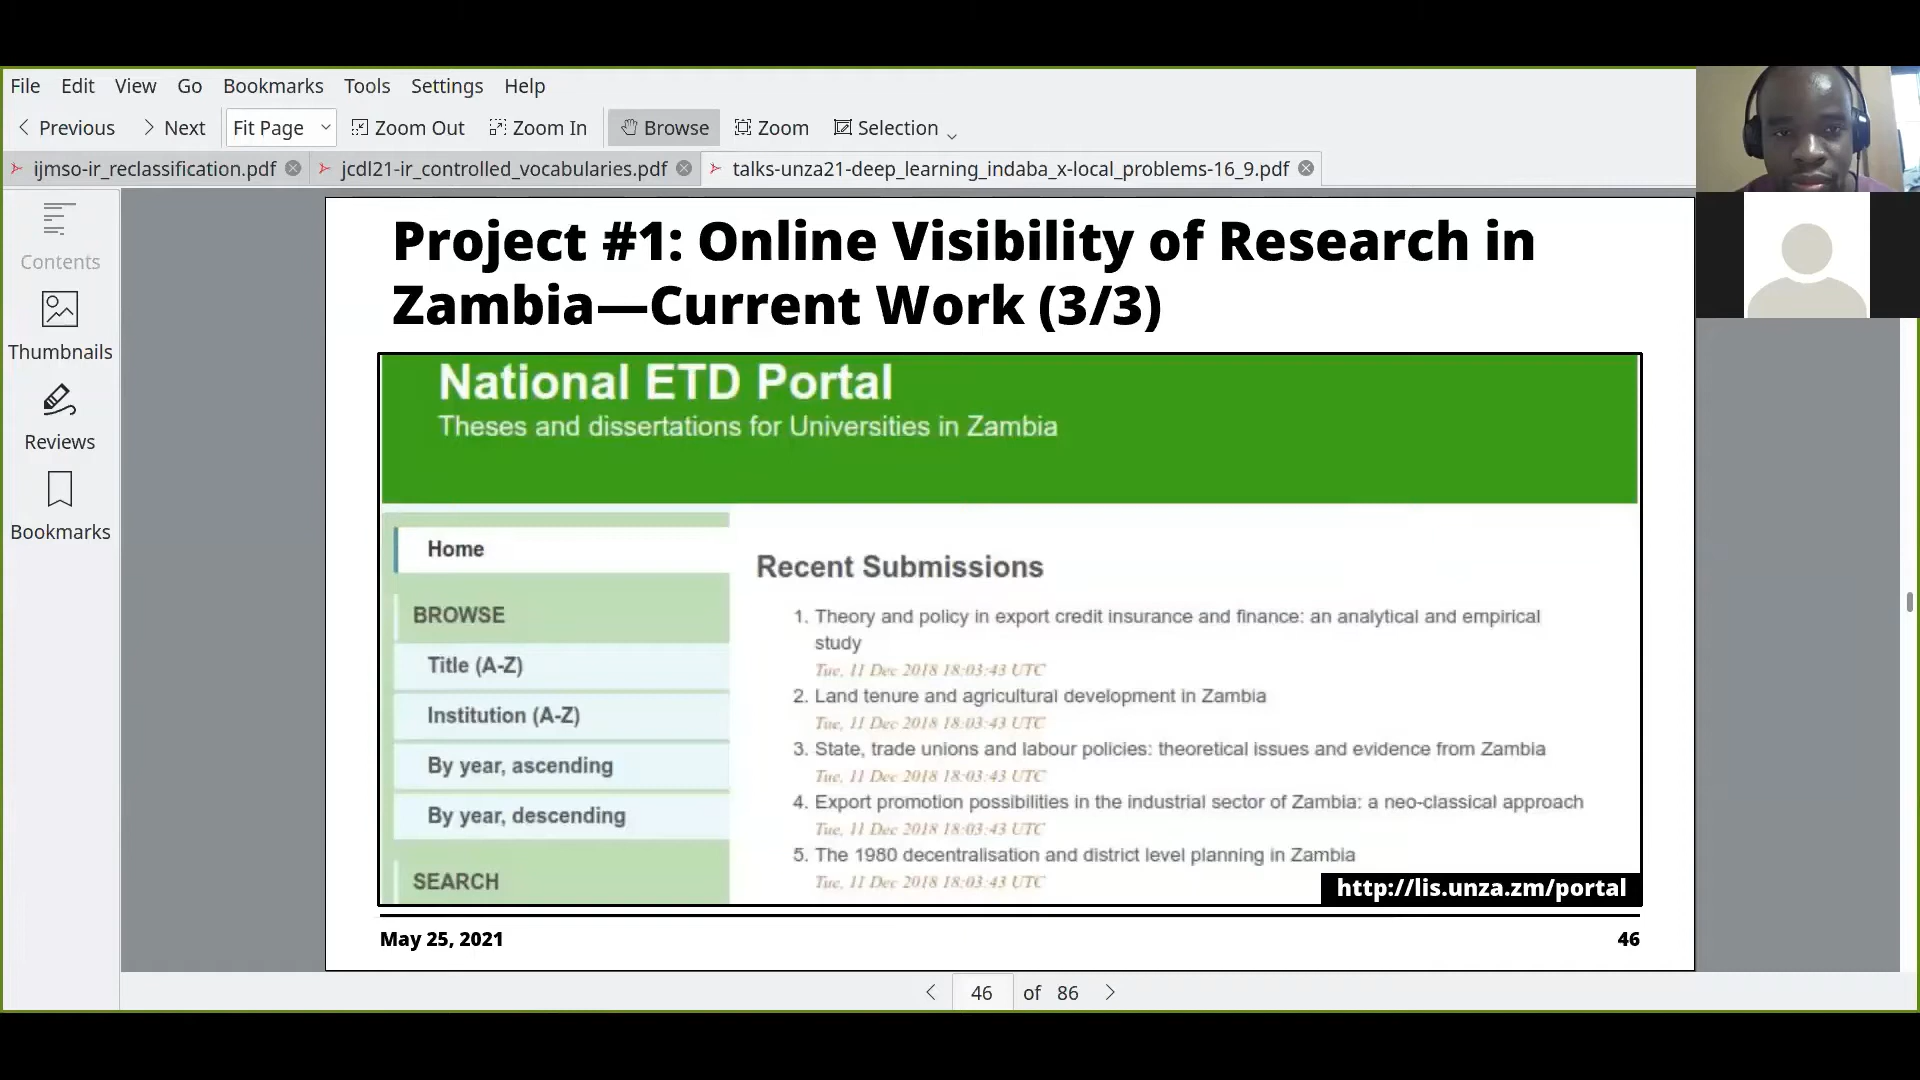 File Edit View Go Bookmarks Tools Settings Help
Previous Next Fit Page Zoom Out Zoom In Browse Zoom Selection
ijmso-ir_reclassification.pdf jcdl21-ir_controlled_vocabularies.pdf talks-unza21-deep_learning_indaba_x-local_problems-16_9.pdf
Contents
Thumbnails
Reviews
Bookmarks
Project #1: Online Visibility of Research in
Zambia—Current Work (3/3)
National ETD Portal
Theses and dissertations for Universities in Zambia
Home
BROWSE
Title (A-Z)
Institution (A-Z)
By year, ascending
By year, descending
SEARCH
Recent Submissions
1. Theory and policy in export credit insurance and finance: an analytical and empirical
study
Tue, 11 Dec 2018 18:03:43 UTC
2. Land tenure and agricultural development in Zambia
Tue, 11 Dec 2018 18:03:43 UTC
3. State, trade unions and labour policies: theoretical issues and evidence from Zambia
Tue, 11 Dec 2018 18:03:43 UTC
4. Export promotion possibilities in the industrial sector of Zambia: a neo-classical approach
Tue, 11 Dec 2018 18:03:43 UTC
5. The 1980 decentralisation and district level planning in Zambia
Tue, 11 Dec 2018 18:03:43 UTC
http://lis.unza.zm/portal
May 25, 2021 46
46 of 86